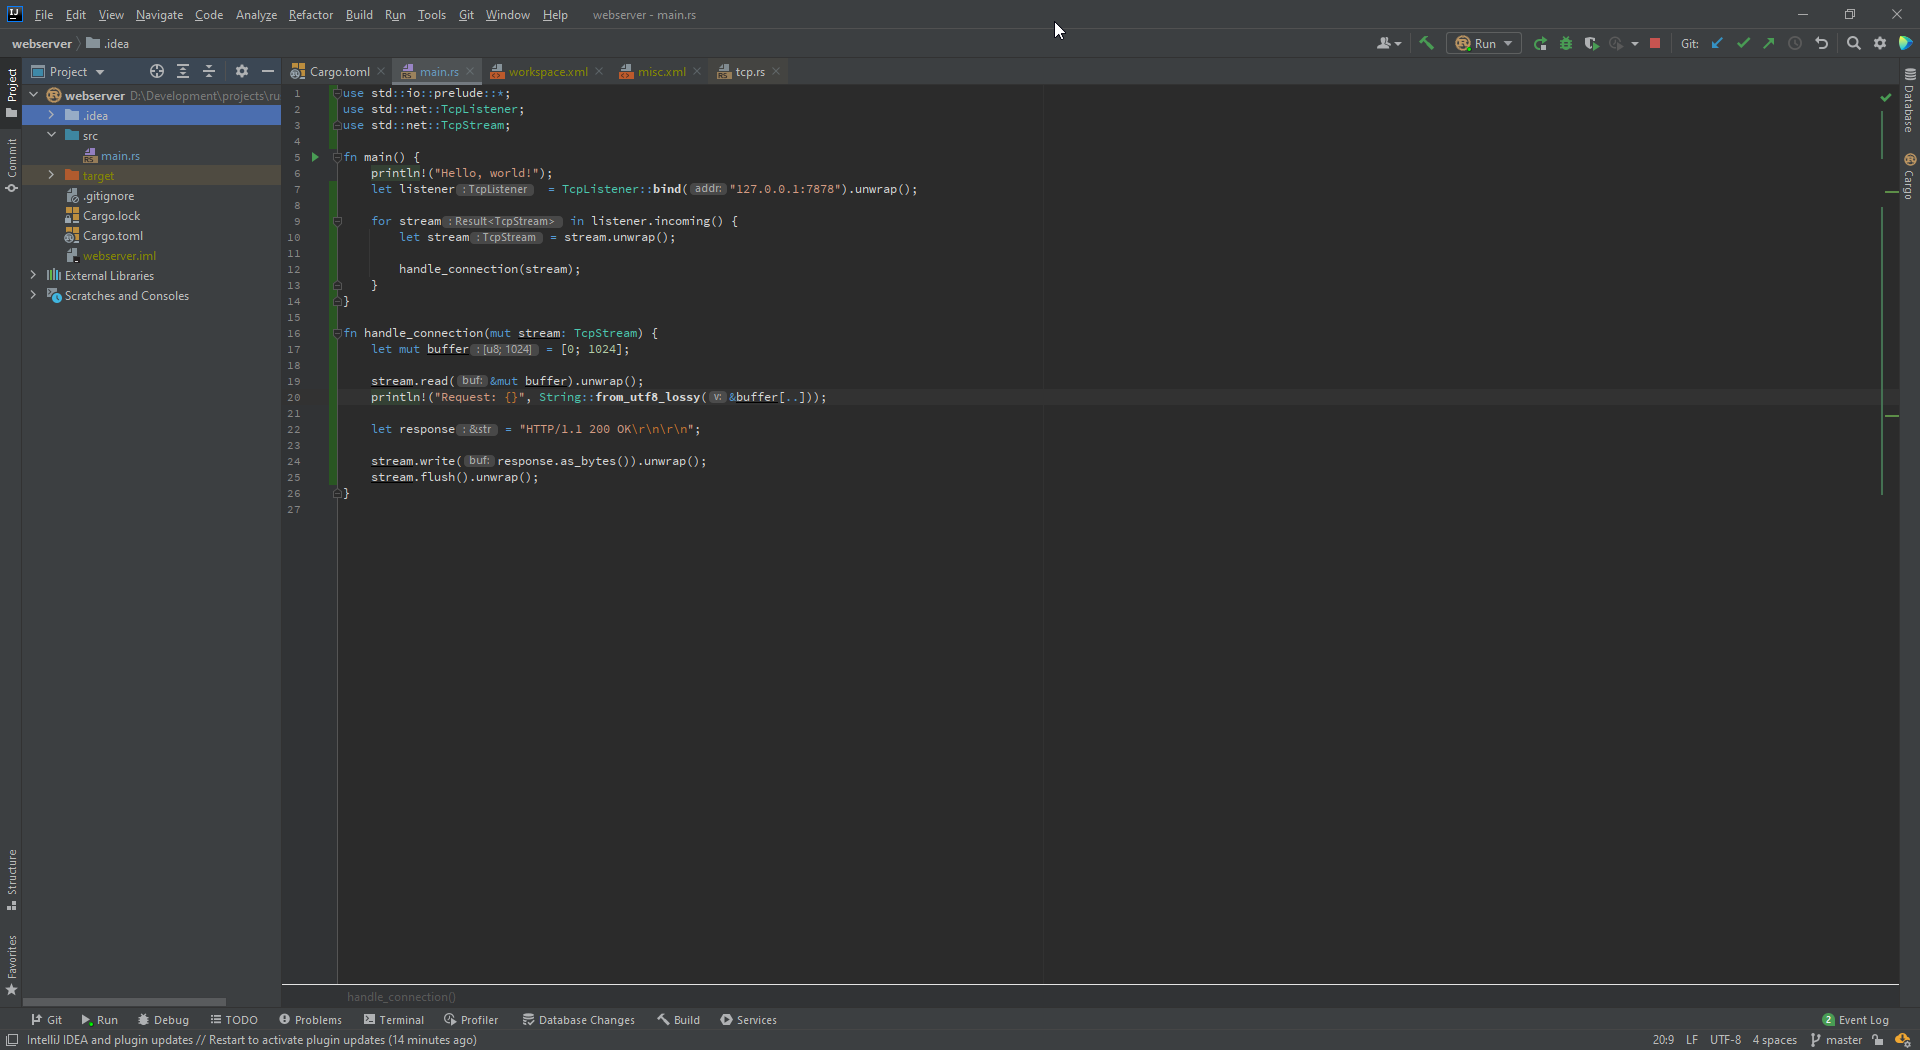 File Edit View Navigate Code Analyze Refactor Build Run Tools Git Window Help webserver - main.rs
webserver .idea Run Git:
Project Cargo.toml main.rs workspace.xml misc.xml tcp.rs
Project
Commit
Structure
Favorites
webserver D:\Development\projects\ru
.idea
src
main.rs
target
.gitignore
Cargo.lock
Cargo.toml
webserver.iml
External Libraries
Scratches and Consoles
1 use std::io::prelude::*;
2 use std::net::TcpListener;
3 use std::net::TcpStream;
4
5 fn main() {
6 println!("Hello, world!");
7 let listener : TcpListener = TcpListener::bind( addr: "127.0.0.1:7878").unwrap();
8
9 for stream : Result<TcpStream> in listener.incoming() {
10 let stream : TcpStream = stream.unwrap();
11
12 handle_connection(stream);
13 }
14 }
15
16 fn handle_connection(mut stream: TcpStream) {
17 let mut buffer : [u8; 1024] = [0; 1024];
18
19 stream.read( buf: &mut buffer).unwrap();
20 println!("Request: {}", String::from_utf8_lossy( v: &buffer[..]));
21
22 let response : &str = "HTTP/1.1 200 OK\r\n\r\n";
23
24 stream.write( buf: response.as_bytes()).unwrap();
25 stream.flush().unwrap();
26 }
27
Database
Cargo
handle_connection()
Git Run Debug TODO Problems Terminal Profiler Database Changes Build Services 2 Event Log
IntelliJ IDEA and plugin updates // Restart to activate plugin updates (14 minutes ago) 20:9 LF UTF-8 4 spaces master